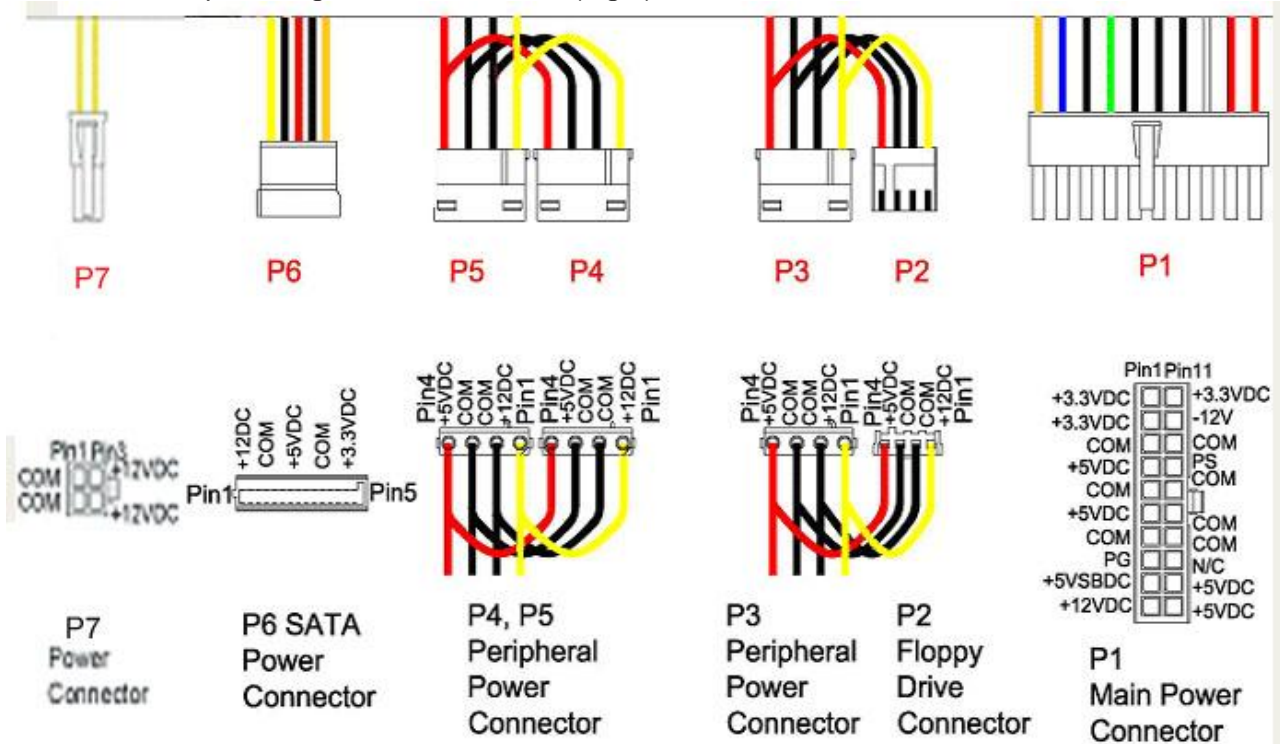 P7
P6
P5
P4
P3
P2
P1
Pin1 Pin3
COM
+12VDC
COM
+12VDC
Pin1
+12DC
COM
+5VDC
COM
+3.3VDC
Pin5
Pin4
+5VDC
COM
COM
+12DC
Pin1
Pin4
+5VDC
COM
COM
+12DC
Pin1
Pin4
+5VDC
COM
COM
+12DC
Pin1
Pin4
+5VDC
COM
COM
+12DC
Pin1
Pin1 Pin11
+3.3VDC +3.3VDC
+3.3VDC -12V
COM COM
+5VDC PS
COM COM
+5VDC COM
COM COM
PG N/C
+5VSBDC +5VDC
+12VDC +5VDC
P7
Power
Connector
P6 SATA
Power
Connector
P4, P5
Peripheral
Power
Connector
P3
Peripheral
Power
Connector
P2
Floppy
Drive
Connector
P1
Main Power
Connector